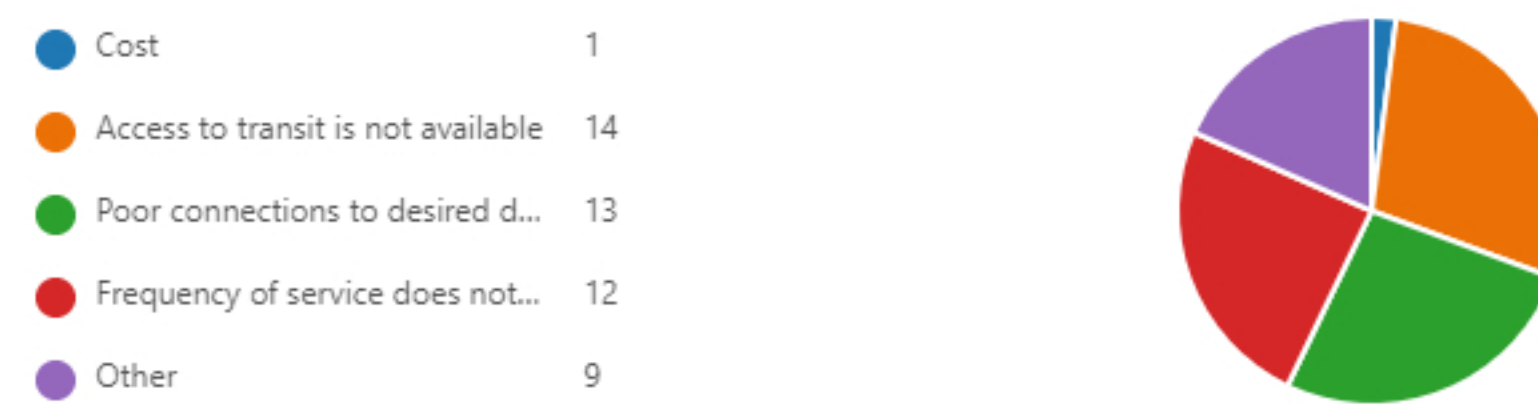 Cost 1
Access to transit is not available 14
Poor connections to desired d... 13
Frequency of service does not... 12
Other 9